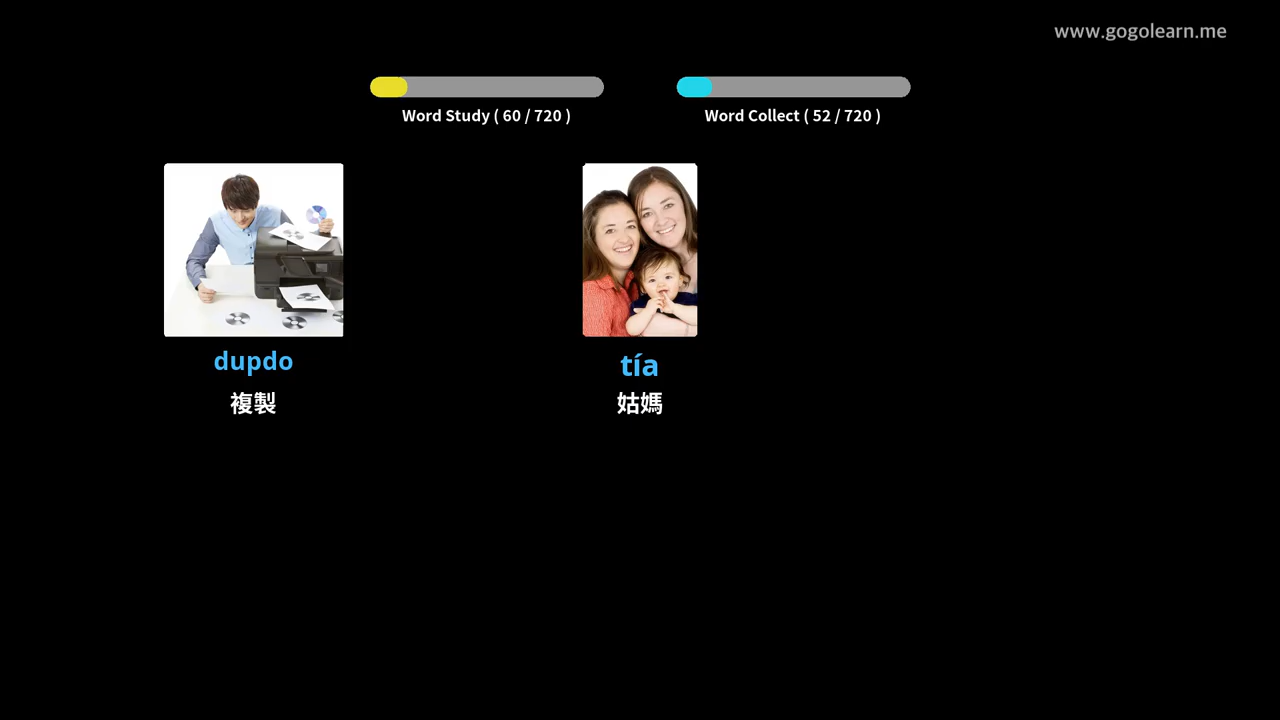 www.gogolearn.me
Word Study ( 60 / 720 )
Word Collect ( 52 / 720 )
dupdo
複製
tía
姑媽